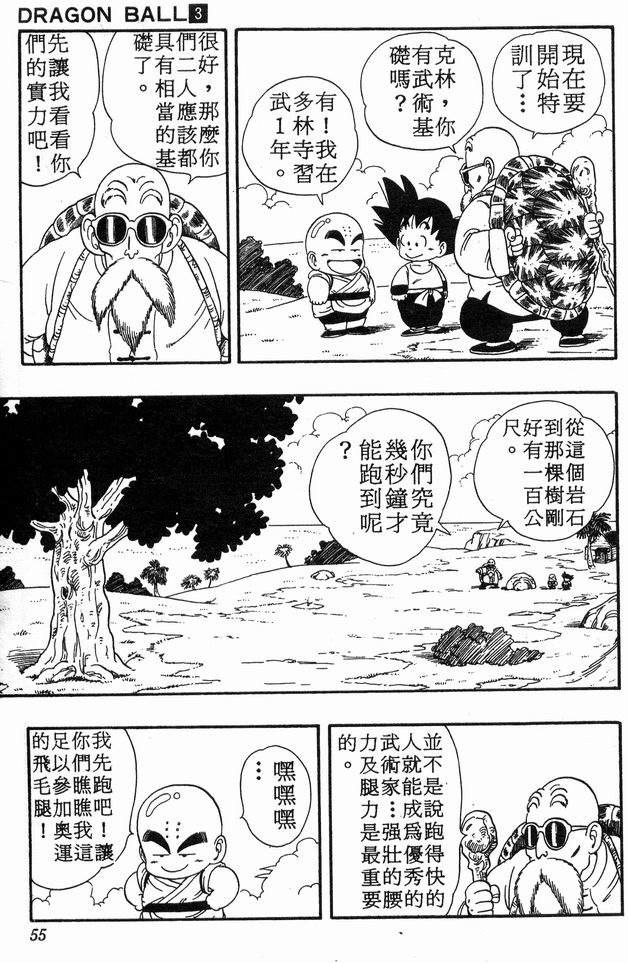 DRAGON BALL 3
現在要
開始特
訓了…
克林，你
有武術基
礎嗎？
有！我在
多林寺習
武1年。
很好，那麼你
們二人應該都
具有相當的基
礎了。
先讓我看看你
們的實力吧！
從這個岩石
到那棵樹剛
好有一百公
尺。
你們究竟
幾秒鐘才
能跑到呢
？
並不是說跑得快的
人就能成爲優秀的
武術家…强壯的腰
力及腿力是最重要
的。
嘿嘿嘿
…
我先跑吧！讓
你們瞧瞧我這
足以參加奧運
的飛毛腿！
55